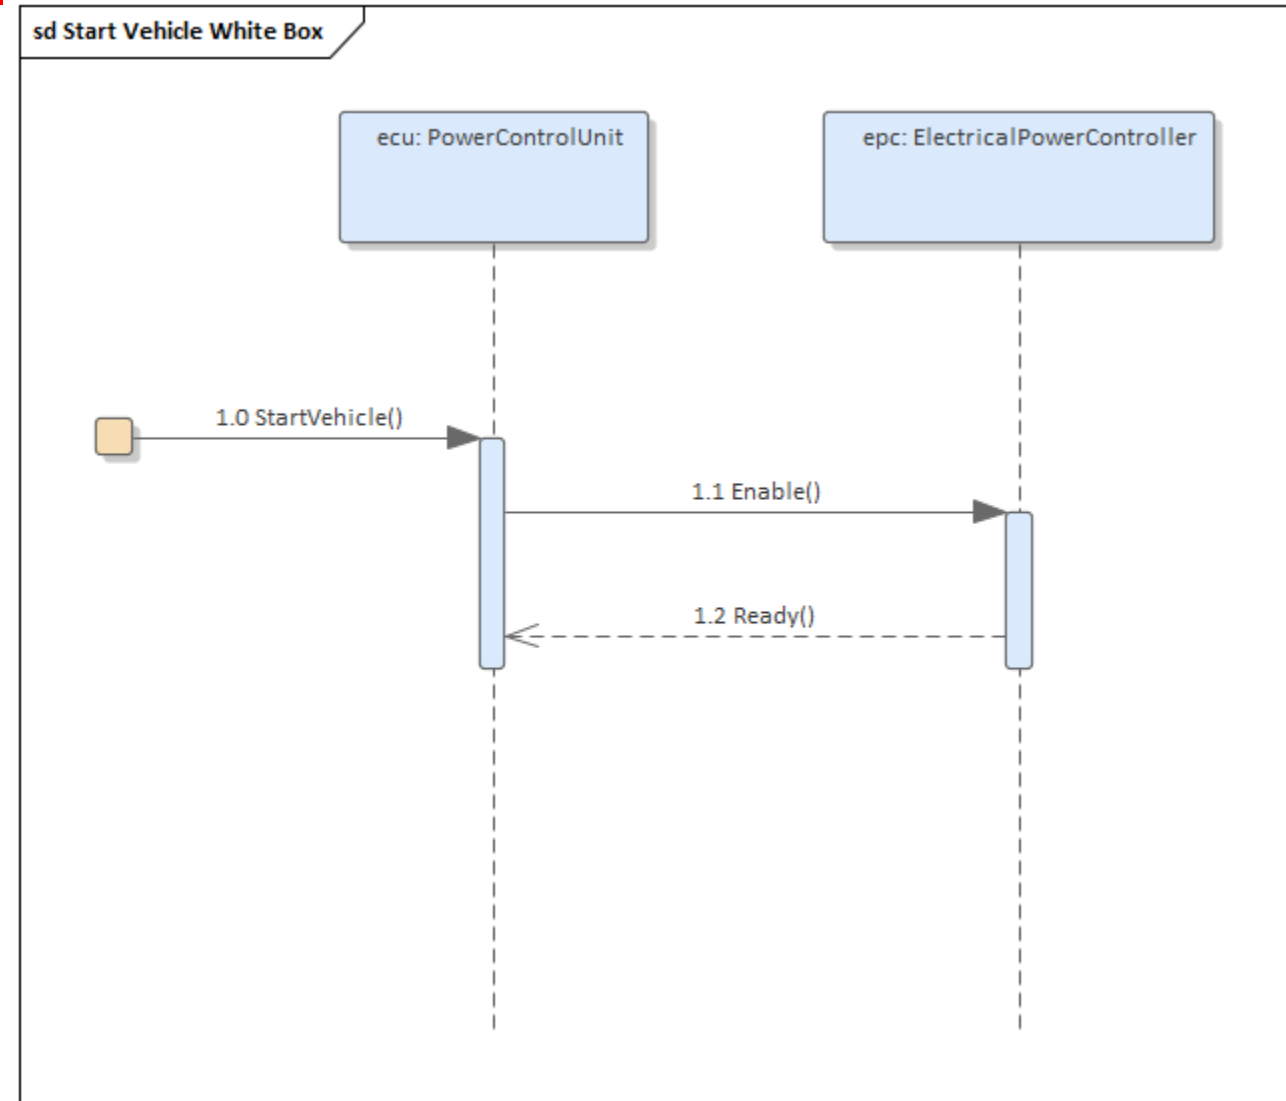 sd Start Vehicle White Box
ecu: PowerControlUnit
epc: ElectricalPowerController
1.0 StartVehicle()
1.1 Enable()
1.2 Ready()